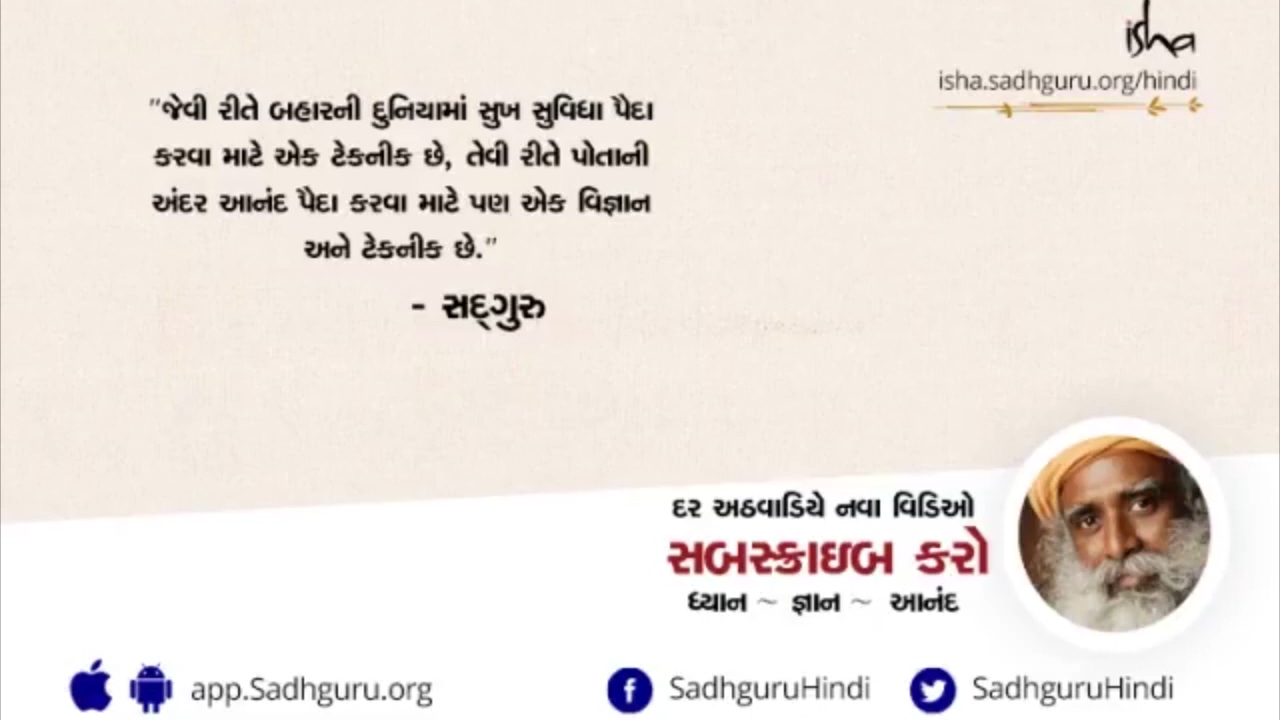 isha
isha.sadhguru.org/hindi
"જેવી રીતે બહારની દુનિયામાં સુખ સુવિધા પૈદા
કરવા માટે એક ટેકનીક છે, તેવી રીતે પોતાની
અંદર આનંદ પૈદા કરવા માટે પણ એક વિજ્ઞાન
અને ટેકનીક છે."
- સદ્‌ગુરુ
દર અઠવાડિયે નવા વિડિઓ
સબસ્ક્રાઇબ કરો
ધ્યાન ~ જ્ઞાન ~ આનંદ
app.Sadhguru.org
SadhguruHindi
SadhguruHindi